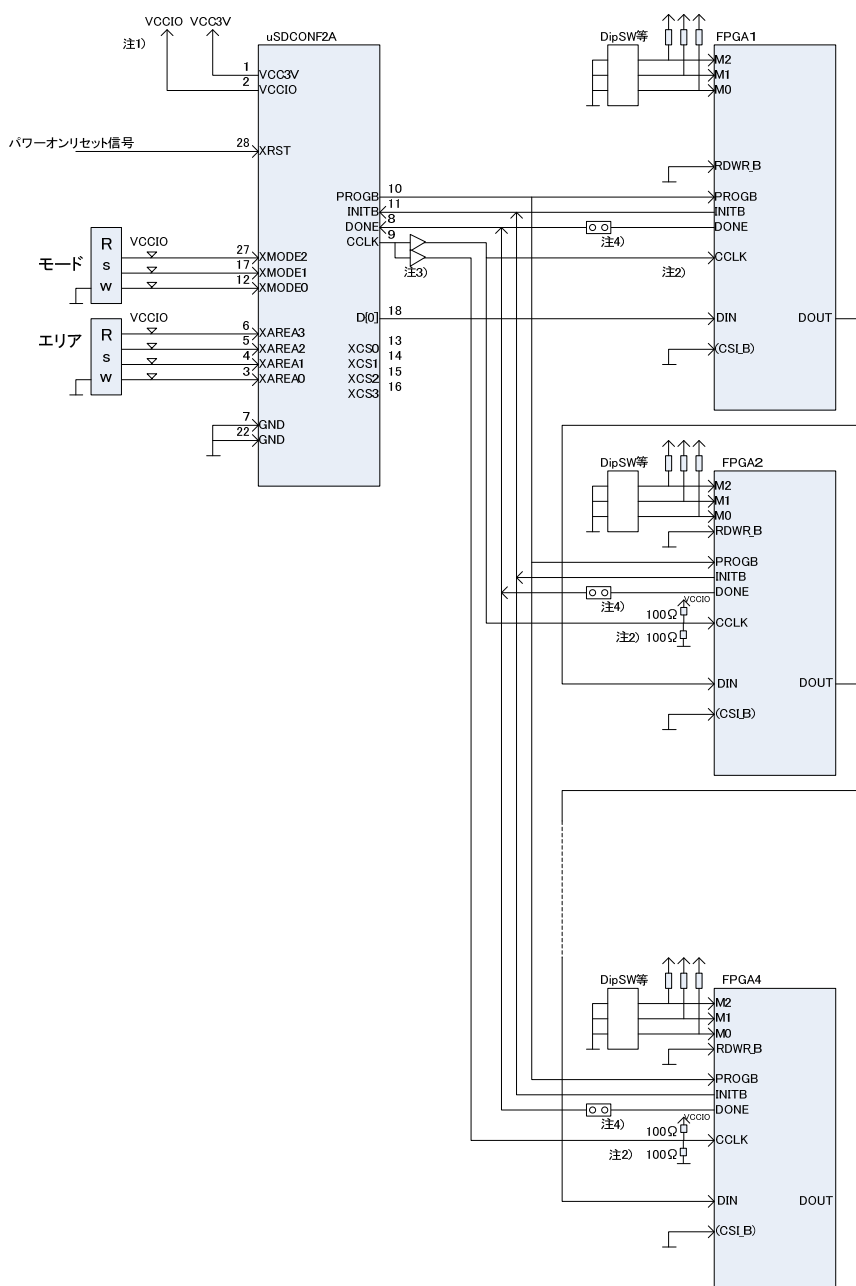 VCCIO VCC3V
注1)
uSDCONF2A
1 VCC3V
2 VCCIO
パワーオンリセット信号
28 XRST
PROGB 10
INITB 11
DONE 8
CCLK 9
注3)
モード
R
s
w
VCCIO
27 XMODE2
17 XMODE1
12 XMODE0
エリア
R
s
w
VCCIO
6 XAREA3
5 XAREA2
4 XAREA1
3 XAREA0
D[0] 18
XCS0 13
XCS1 14
XCS2 15
XCS3 16
7 GND
22 GND
DipSW等
FPGA1
M2
M1
M0
RDWR_B
PROGB
INITB
DONE
注4)
注2)
CCLK
DIN
DOUT
(CSI_B)
DipSW等
FPGA2
M2
M1
M0
RDWR_B
PROGB
INITB
DONE
注4)
VCCIO
100Ω
CCLK
注2) 100Ω
DIN
DOUT
(CSI_B)
DipSW等
FPGA4
M2
M1
M0
RDWR_B
PROGB
INITB
DONE
注4)
VCCIO
100Ω
CCLK
注2) 100Ω
DIN
DOUT
(CSI_B)